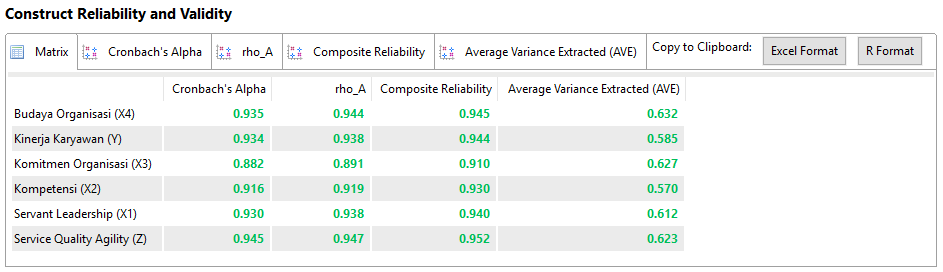 Construct Reliability and Validity
Matrix Cronbach's Alpha rho_A Composite Reliability Average Variance Extracted (AVE) Copy to Clipboard: Excel Format R Format
Cronbach's Alpha rho_A Composite Reliability Average Variance Extracted (AVE)
Budaya Organisasi (X4) 0.935 0.944 0.945 0.632
Kinerja Karyawan (Y) 0.934 0.938 0.944 0.585
Komitmen Organisasi (X3) 0.882 0.891 0.910 0.627
Kompetensi (X2) 0.916 0.919 0.930 0.570
Servant Leadership (X1) 0.930 0.938 0.940 0.612
Service Quality Agility (Z) 0.945 0.947 0.952 0.623